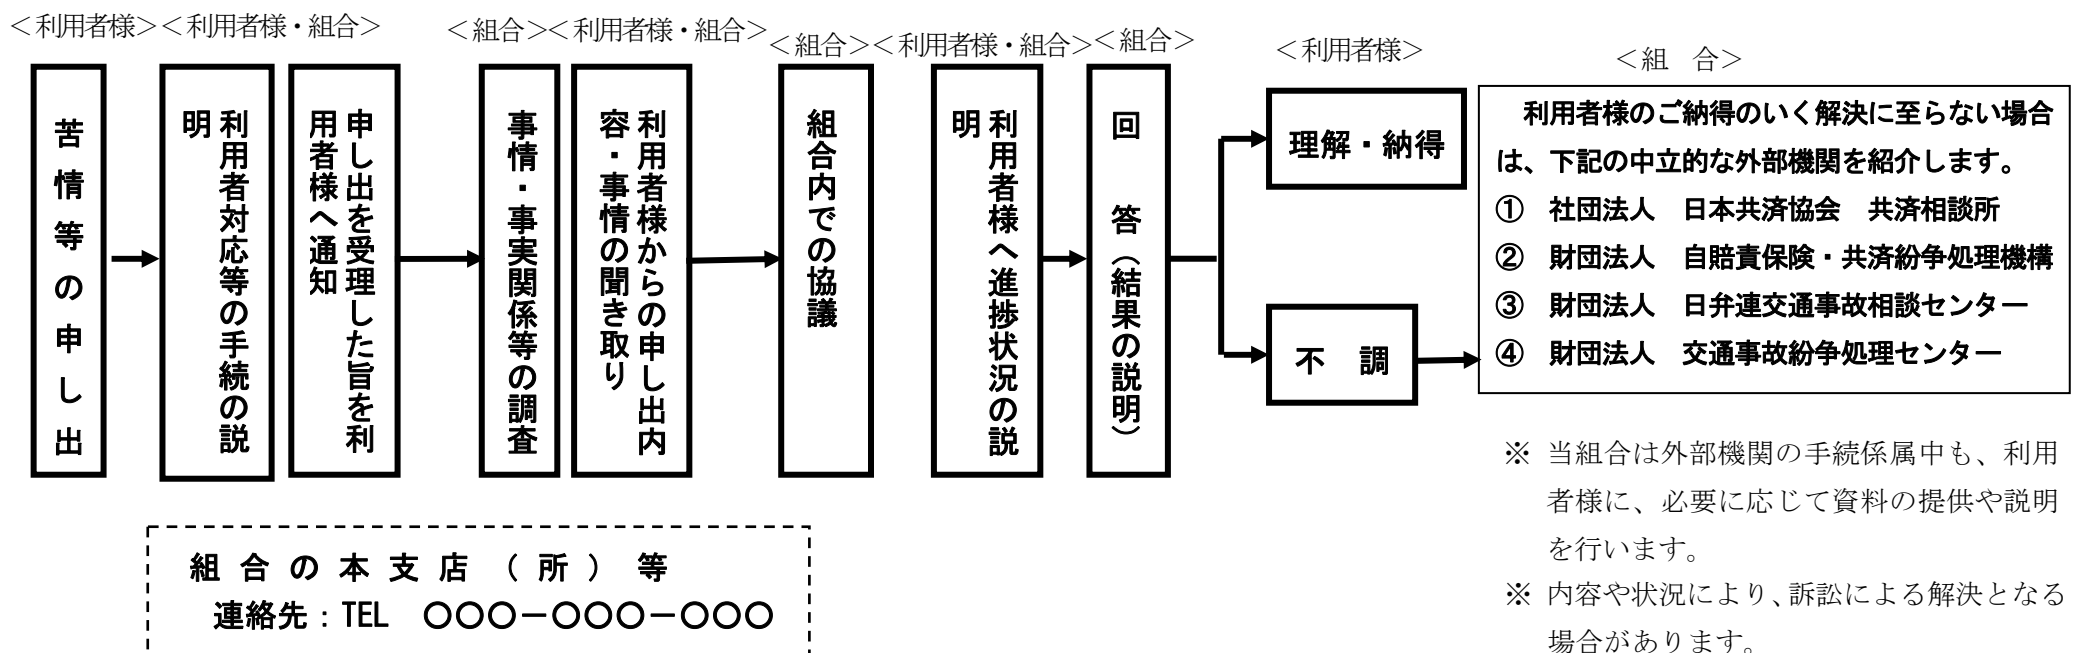 ＜利用者様＞＜利用者様・組合＞
＜組合＞＜利用者様・組合＞
＜組合＞＜利用者様・組合＞＜組合＞
＜利用者様＞
＜組　合＞
苦情等の申し出
利用者対応等の手続の説
明
申し出を受理した旨を利
用者様へ通知
事情・事実関係等の調査
利用者様からの申し出内
容・事情の聞き取り
組合内での協議
利用者様へ進捗状況の説
明
回　答（結果の説明）
理解・納得
不　調
利用者様のご納得のいく解決に至らない場合
は、下記の中立的な外部機関を紹介します。
①　社団法人　日本共済協会　共済相談所
②　財団法人　自賠責保険・共済紛争処理機構
③　財団法人　日弁連交通事故相談センター
④　財団法人　交通事故紛争処理センター
※ 当組合は外部機関の手続係属中も、利用
者様に、必要に応じて資料の提供や説明
を行います。
※ 内容や状況により、訴訟による解決となる
場合があります。
組 合 の 本 支 店 （ 所 ） 等
連絡先：TEL　○○○－○○○－○○○